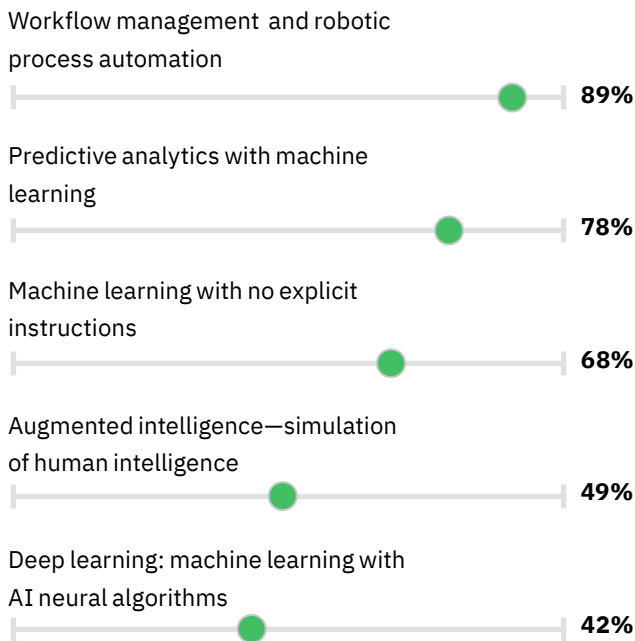 Workflow management  and robotic
process automation
89%
Predictive analytics with machine
learning
78%
Machine learning with no explicit
instructions
68%
Augmented intelligence—simulation
of human intelligence
49%
Deep learning: machine learning with
AI neural algorithms
42%